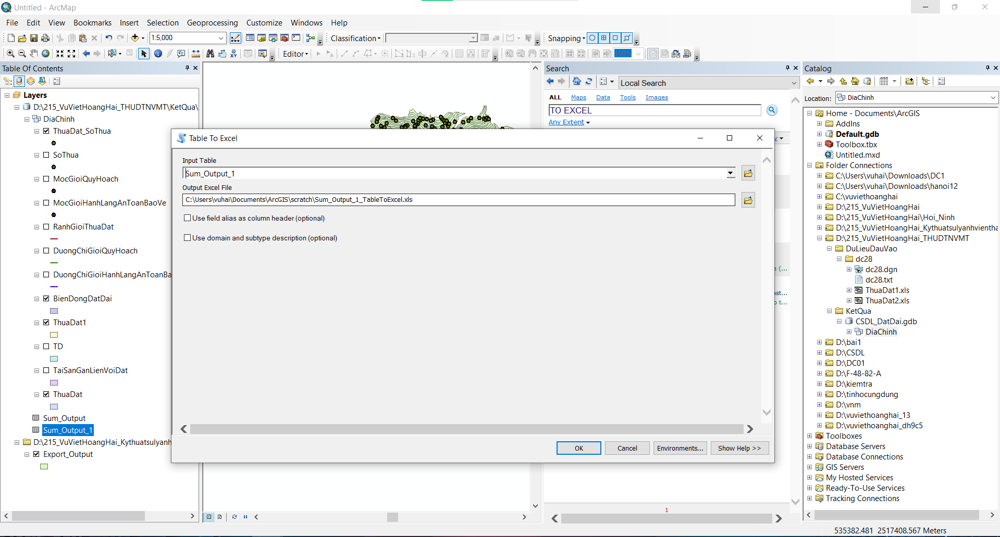 Untitled - ArcMap
File Edit View Bookmarks Insert Selection Geoprocessing Customize Windows Help
1:5,000
Classification
Snapping
Editor
100%
Table Of Contents
Layers
D:\215_VuVietHoangHai_THUDTNVMT\KetQua\
DiaChinh
ThuaDat_SoThua
SoThua
MocGioiQuyHoach
MocGioiHanhLangAnToanBaoVe
RanhGioiThuaDat
DuongChiGioiQuyHoach
DuongChiGioiHanhLangAnToanBa
BienDongDatDai
ThuaDat1
TD
TaiSanGanLienVoiDat
ThuaDat
Sum_Output
Sum_Output_1
D:\215_VuVietHoangHai_Kythuatsulyanh
Export_Output
Search
Local Search
ALL Maps Data Tools Images
TO EXCEL
Any Extent
e (...
ast...
o t...
1
Table To Excel
Input Table
Sum_Output_1
Output Excel File
C:\Users\vuhai\Documents\ArcGIS\scratch\Sum_Output_1_TableToExcel.xls
Use field alias as column header (optional)
Use domain and subtype description (optional)
OK Cancel Environments... Show Help >>
Catalog
Location: DiaChinh
Home - Documents\ArcGIS
AddIns
Default.gdb
Toolbox.tbx
Untitled.mxd
Folder Connections
C:\Users\vuhai\Downloads\DC1
C:\Users\vuhai\Downloads\hanoi12
C:\vuviethoanghai
D:\215_VuVietHoangHai
D:\215_VuVietHoangHai\Hoi_Ninh
D:\215_VuVietHoangHai_Kythuatsulyanhvientha
D:\215_VuVietHoangHai_THUDTNVMT
DuLieuDauVao
dc28
dc28.dgn
dc28.txt
ThuaDat1.xls
ThuaDat2.xls
KetQua
CSDL_DatDai.gdb
DiaChinh
D:\bai1
D:\CSDL
D:\DC01
D:\F-48-82-A
D:\kiemtra
D:\tinhocungdung
D:\vnm
D:\vuviethoanghai_13
D:\vuviethoanghai_dh9c5
Toolboxes
Database Servers
Database Connections
GIS Servers
My Hosted Services
Ready-To-Use Services
Tracking Connections
535382.481 2517408.567 Meters